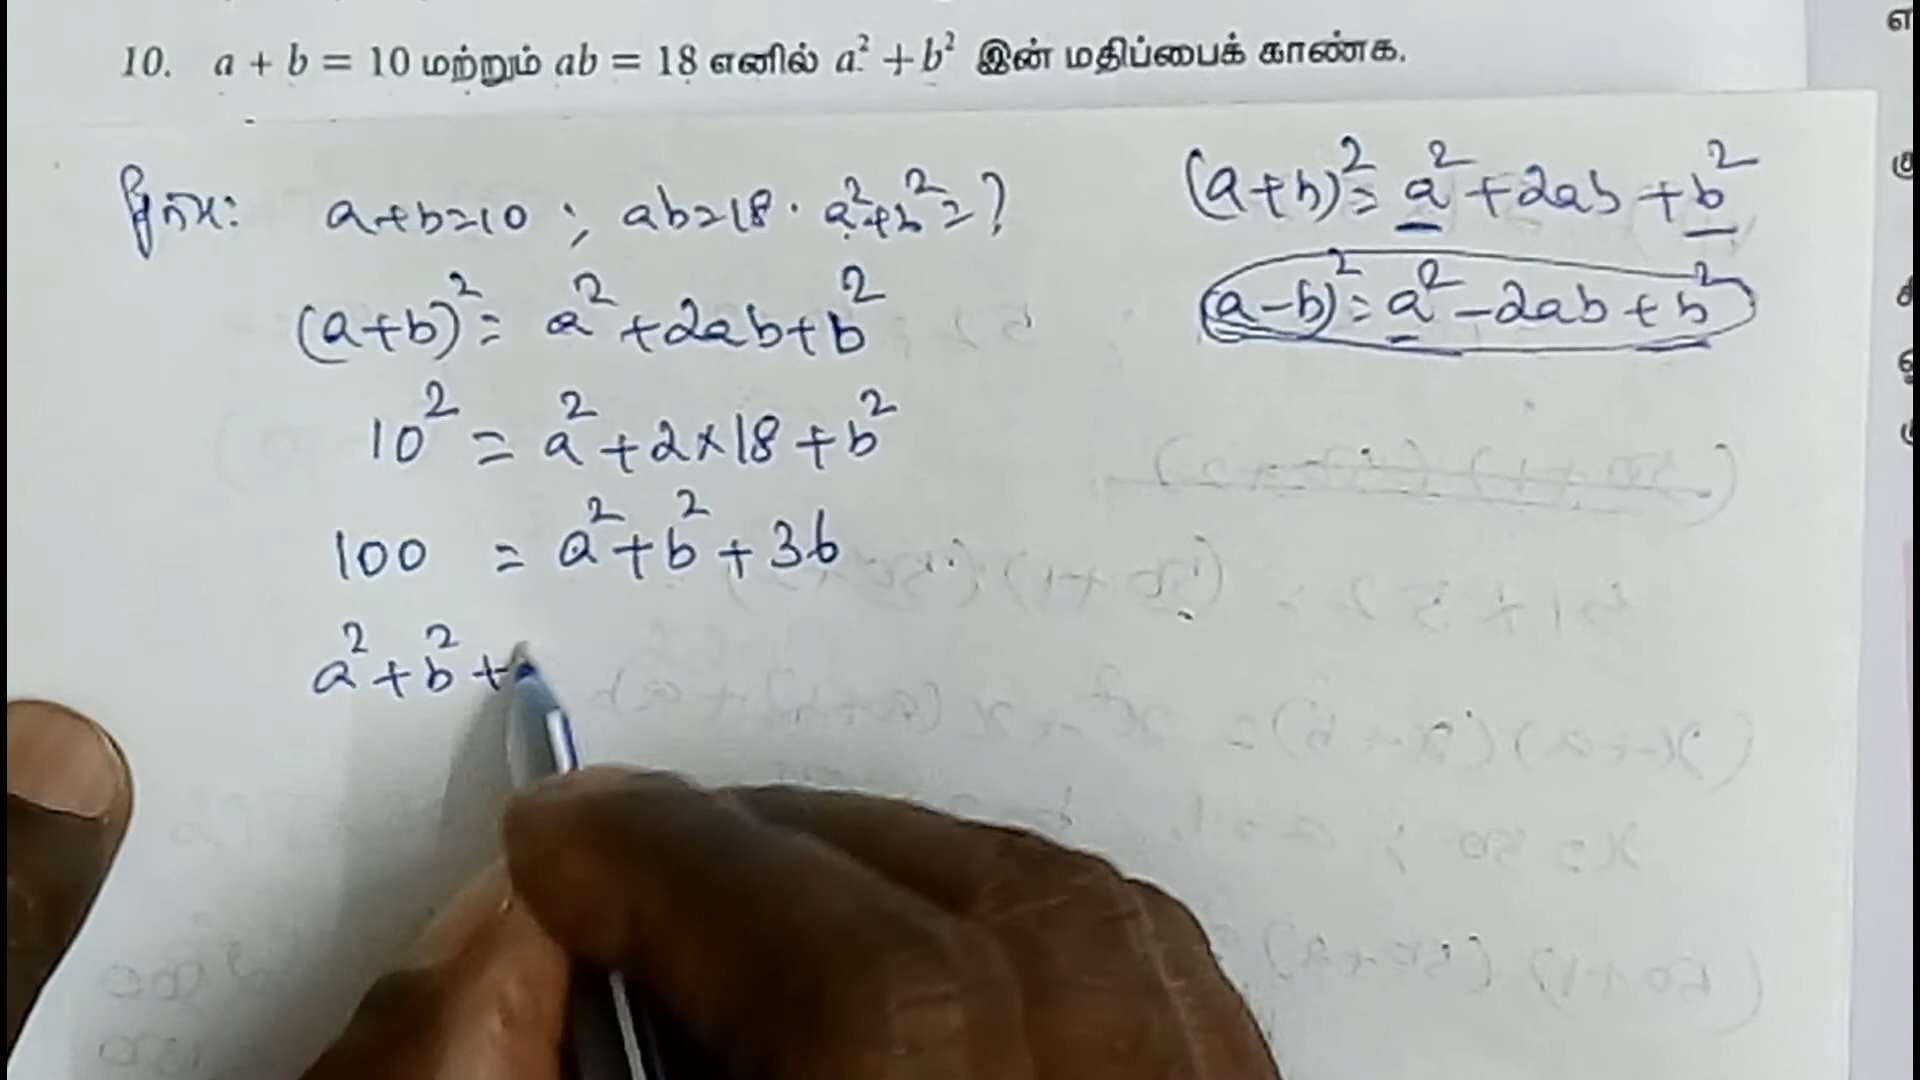 10. a + b = 10 மற்றும் ab = 18 எனில் a² + b² இன் மதிப்பைக் காண்க.
தீர்வு: a+b=10 ; ab=18 . a²+b²=?
(a+b)² = a²+2ab+b²
10² = a²+2×18+b²
100 = a²+b²+36
a²+b²+
(a+b)² = a²+2ab+b²
(a-b)² = a²-2ab+b²